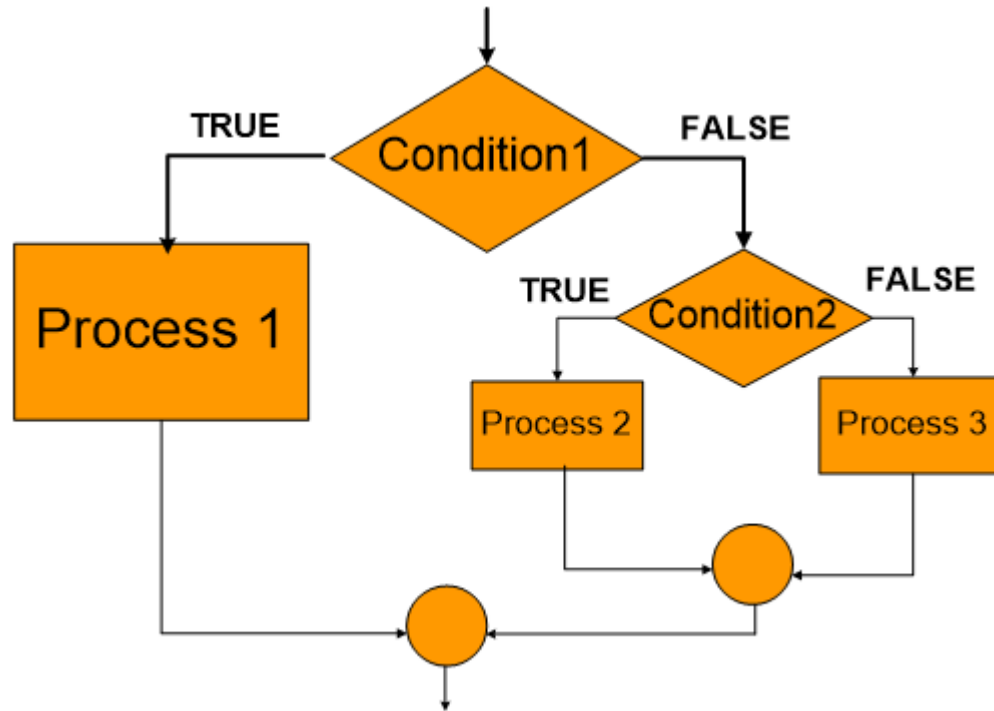 TRUE
FALSE
Condition1
Process 1
TRUE
FALSE
Condition2
Process 2
Process 3